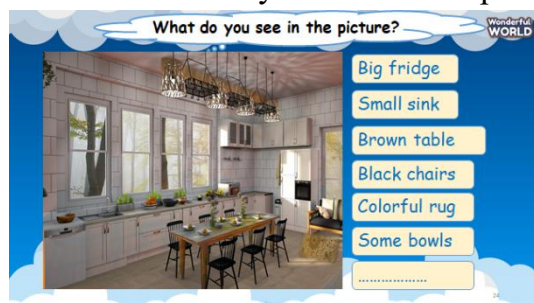 What do you see in the picture?
Wonderful
WORLD
Big fridge
Small sink
Brown table
Black chairs
Colorful rug
Some bowls
………………
24